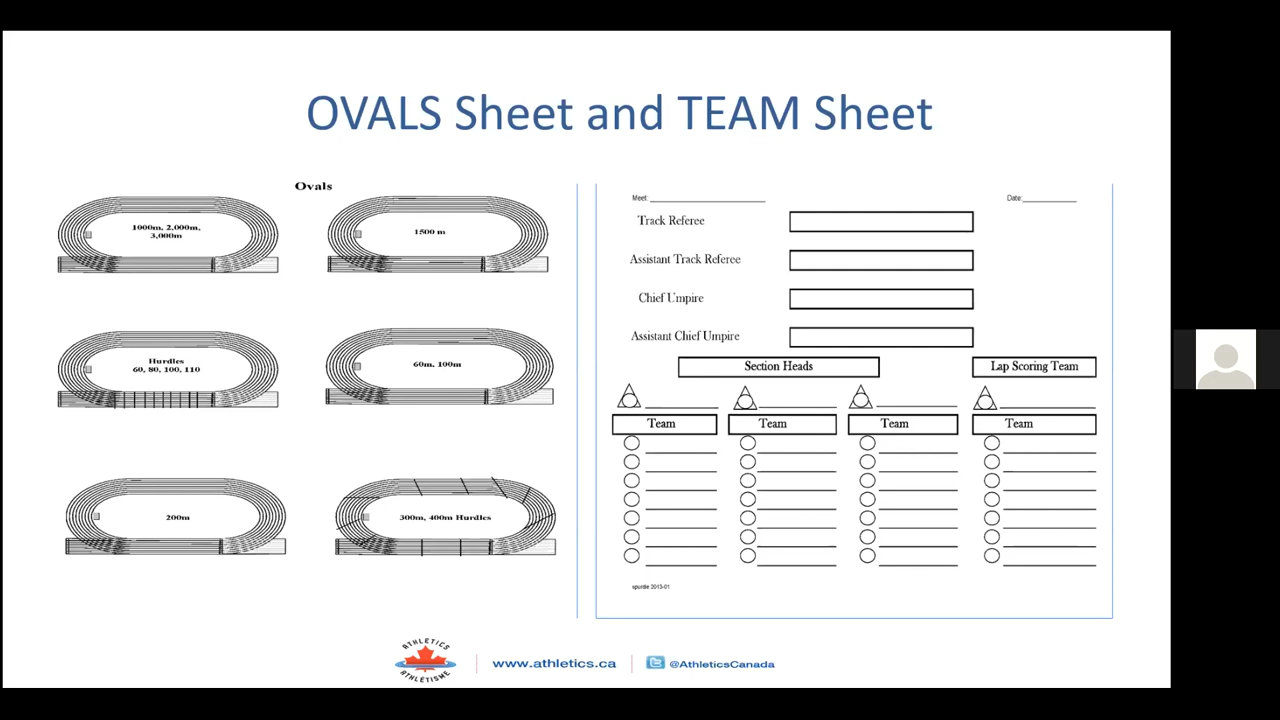 OVALS Sheet and TEAM Sheet
Ovals
1000m, 2,000m,
3,000m
1500 m
Hurdles
60, 80, 100, 110
60m, 100m
200m
300m, 400m Hurdles
Meet: Date:
Track Referee
Assistant Track Referee
Chief Umpire
Assistant Chief Umpire
Section Heads Lap Scoring Team
Team Team Team Team
spurdie 2013-01
ATHLETICS
ATHLÉTISME
www.athletics.ca @AthleticsCanada